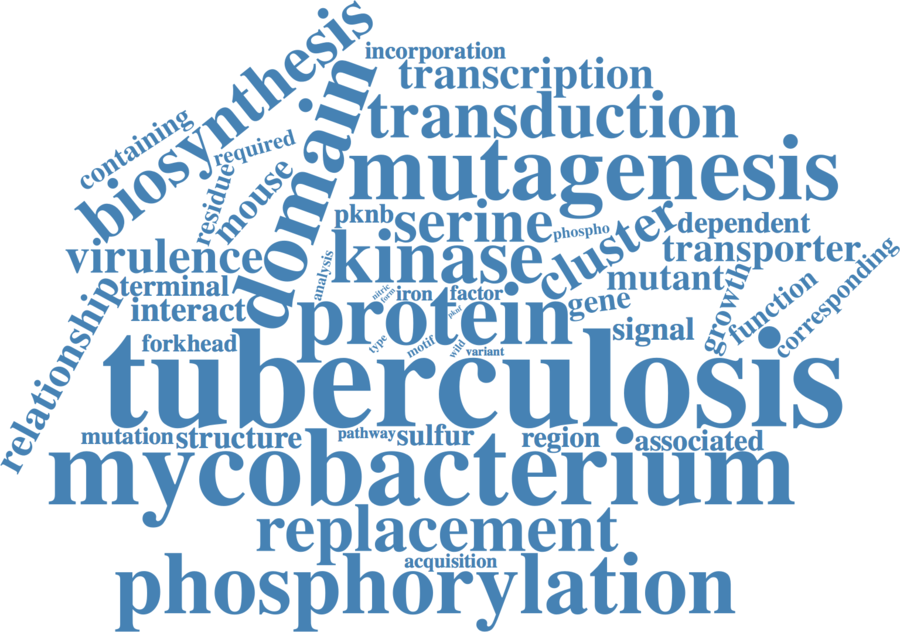 incorporation
transcription
biosynthesis
domain
transduction
containing
required
mutagenesis
residue
mouse
pknb
serine
phospho
cluster
dependent
virulence
kinase
transporter
analysis
mutant
terminal
nitric
form
iron
factor
gene
growth
function
corresponding
interact
protein
pknf
signal
relationship
forkhead
type
motif
wild
variant
tuberculosis
mutation
structure
pathway
sulfur
region
associated
mycobacterium
replacement
acquisition
phosphorylation